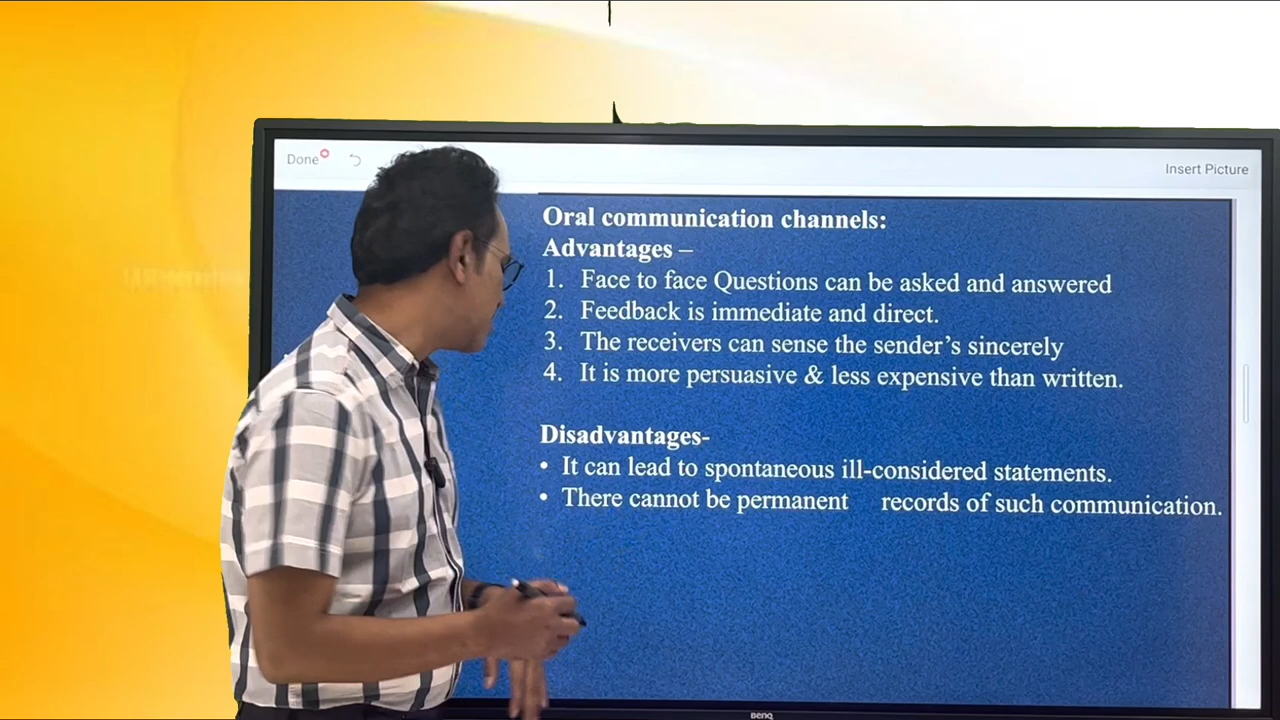 Done
Insert Picture
Oral communication channels:
Advantages –
1. Face to face Questions can be asked and answered
2. Feedback is immediate and direct.
3. The receivers can sense the sender's sincerely
4. It is more persuasive & less expensive than written.
Disadvantages-
• It can lead to spontaneous ill-considered statements.
• There cannot be permanent records of such communication.
BenQ